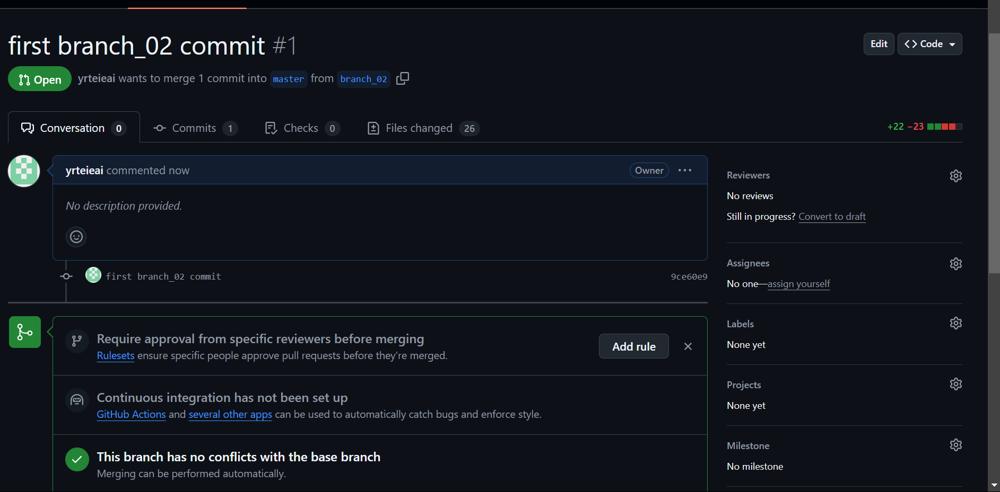 first branch_02 commit #1
Edit
Code
Open
yrteieai wants to merge 1 commit into master from branch_02
Conversation 0
Commits 1
Checks 0
Files changed 26
+22 −23
yrteieai commented now
Owner
No description provided.
first branch_02 commit
9ce60e9
Require approval from specific reviewers before merging
Rulesets ensure specific people approve pull requests before they're merged.
Add rule
Continuous integration has not been set up
GitHub Actions and several other apps can be used to automatically catch bugs and enforce style.
This branch has no conflicts with the base branch
Merging can be performed automatically.
Reviewers
No reviews
Still in progress? Convert to draft
Assignees
No one—assign yourself
Labels
None yet
Projects
None yet
Milestone
No milestone